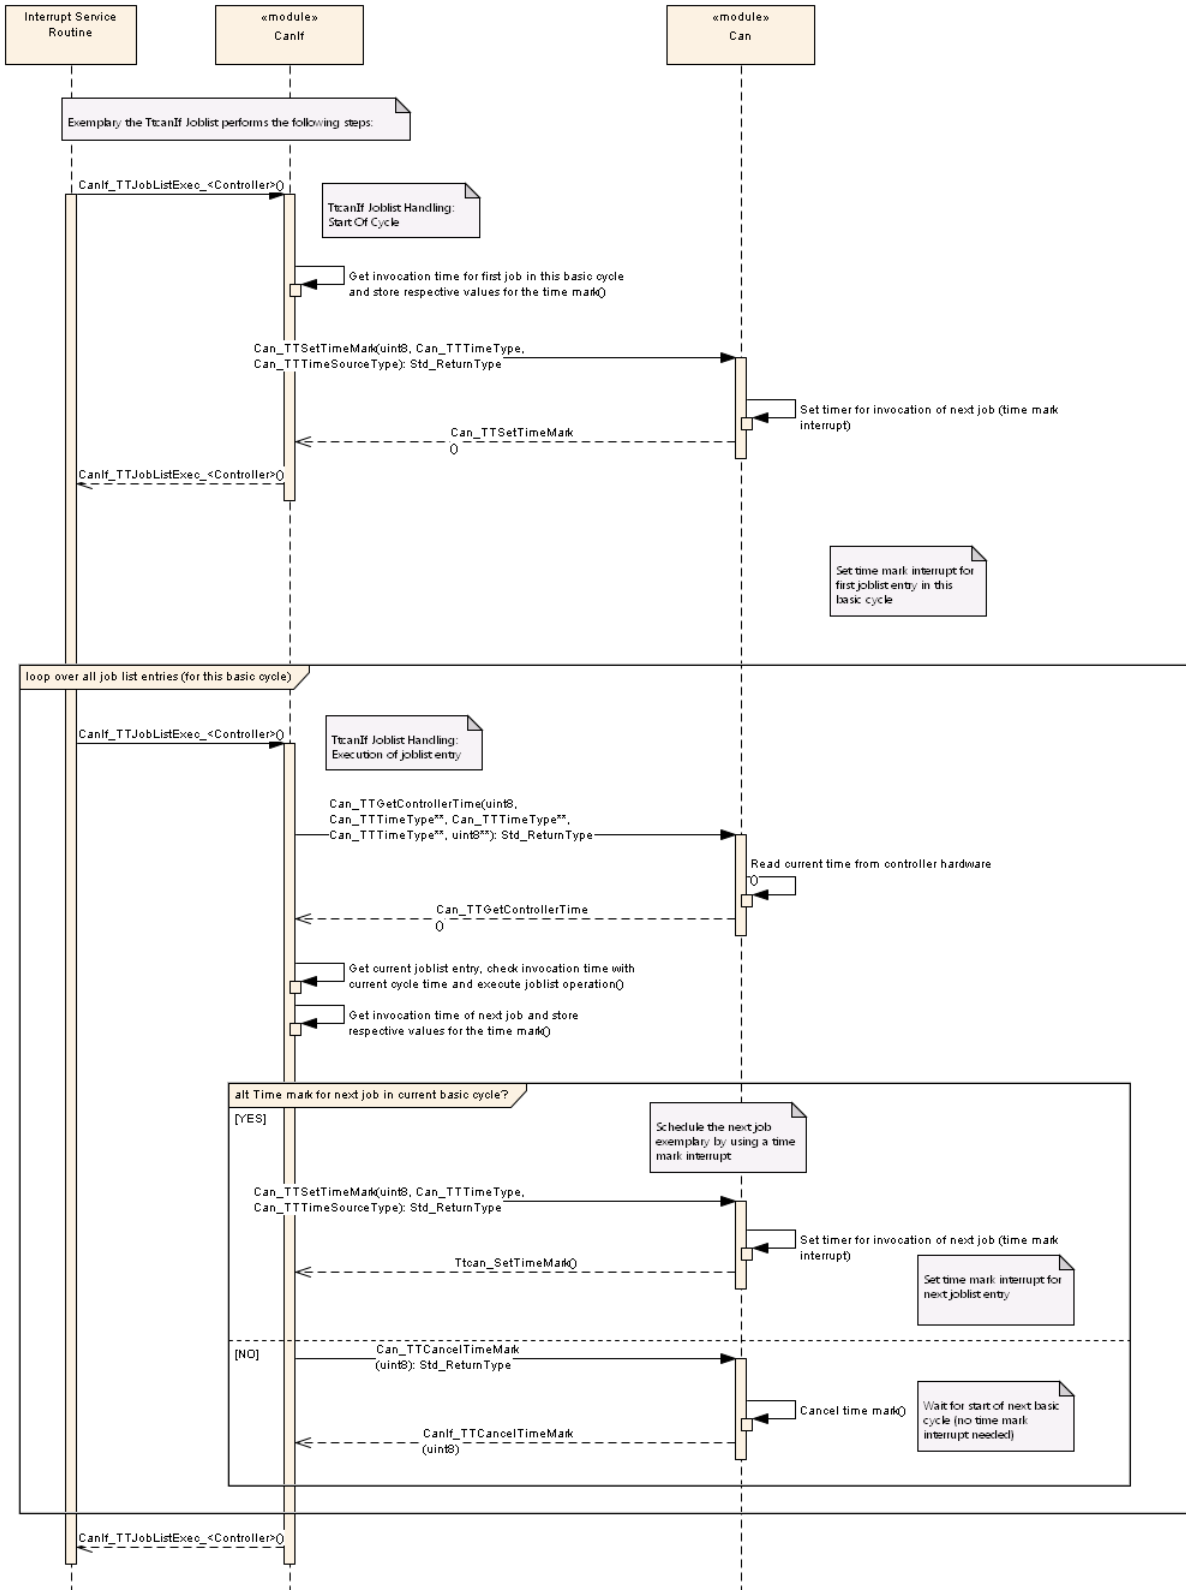 Interrupt Service
Routine
«module»
CanIf
«module»
Can
Exemplary the TtcanIf Joblist performs the following steps:
CanIf_TTJobListExec_<Controller>()
TtcanIf Joblist Handling:
Start Of Cycle
Get invocation time for first job in this basic cycle
and store respective values for the time mark()
Can_TTSetTimeMark(uint8, Can_TTTimeType,
Can_TTTimeSourceType): Std_ReturnType
Set timer for invocation of next job (time mark
interrupt)
Can_TTSetTimeMark
()
CanIf_TTJobListExec_<Controller>()
Set time mark interrupt for
first joblist entry in this
basic cycle
loop over all job list entries (for this basic cycle)
CanIf_TTJobListExec_<Controller>()
TtcanIf Joblist Handling:
Execution of joblist entry
Can_TTGetControllerTime(uint8,
Can_TTTimeType**, Can_TTTimeType**,
Can_TTTimeType**, uint8**): Std_ReturnType
Read current time from controller hardware
()
Can_TTGetControllerTime
()
Get current joblist entry, check invocation time with
current cycle time and execute joblist operation()
Get invocation time of next job and store
respective values for the time mark()
alt Time mark for next job in current basic cycle?
[YES]
Schedule the next job
exemplary by using a time
mark interrupt
Can_TTSetTimeMark(uint8, Can_TTTimeType,
Can_TTTimeSourceType): Std_ReturnType
Set timer for invocation of next job (time mark
interrupt)
Ttcan_SetTimeMark()
Set time mark interrupt for
next joblist entry
[NO]
Can_TTCancelTimeMark
(uint8): Std_ReturnType
Cancel time mark()
Wait for start of next basic
cycle (no time mark
interrupt needed)
CanIf_TTCancelTimeMark
(uint8)
CanIf_TTJobListExec_<Controller>()